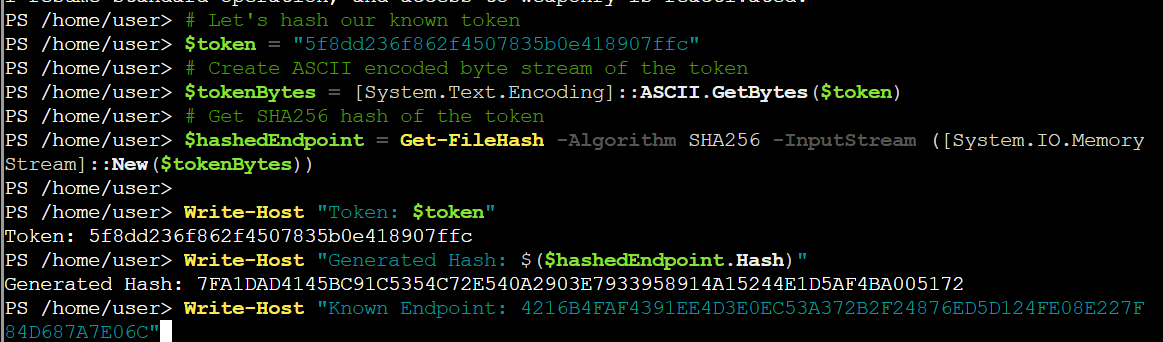 PS /home/user> # Let's hash our known token
PS /home/user> $token = "5f8dd236f862f4507835b0e418907ffc"
PS /home/user> # Create ASCII encoded byte stream of the token
PS /home/user> $tokenBytes = [System.Text.Encoding]::ASCII.GetBytes($token)
PS /home/user> # Get SHA256 hash of the token
PS /home/user> $hashedEndpoint = Get-FileHash -Algorithm SHA256 -InputStream ([System.IO.Memory
Stream]::New($tokenBytes))
PS /home/user>
PS /home/user> Write-Host "Token: $token"
Token: 5f8dd236f862f4507835b0e418907ffc
PS /home/user> Write-Host "Generated Hash: $($hashedEndpoint.Hash)"
Generated Hash: 7FA1DAD4145BC91C5354C72E540A2903E7933958914A15244E1D5AF4BA005172
PS /home/user> Write-Host "Known Endpoint: 4216B4FAF4391EE4D3E0EC53A372B2F24876ED5D124FE08E227F
84D687A7E06C"